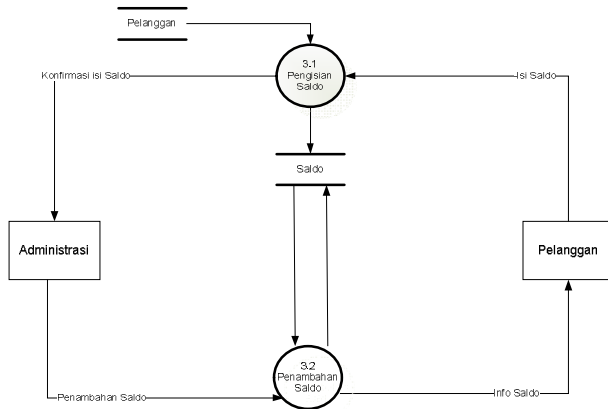 Pelanggan
3.1
Pengisian
Saldo
Konfirmasi isi Saldo
Isi Saldo
Saldo
Administrasi
Pelanggan
3.2
Penambahan
Saldo
Penambahan Saldo
Info Saldo